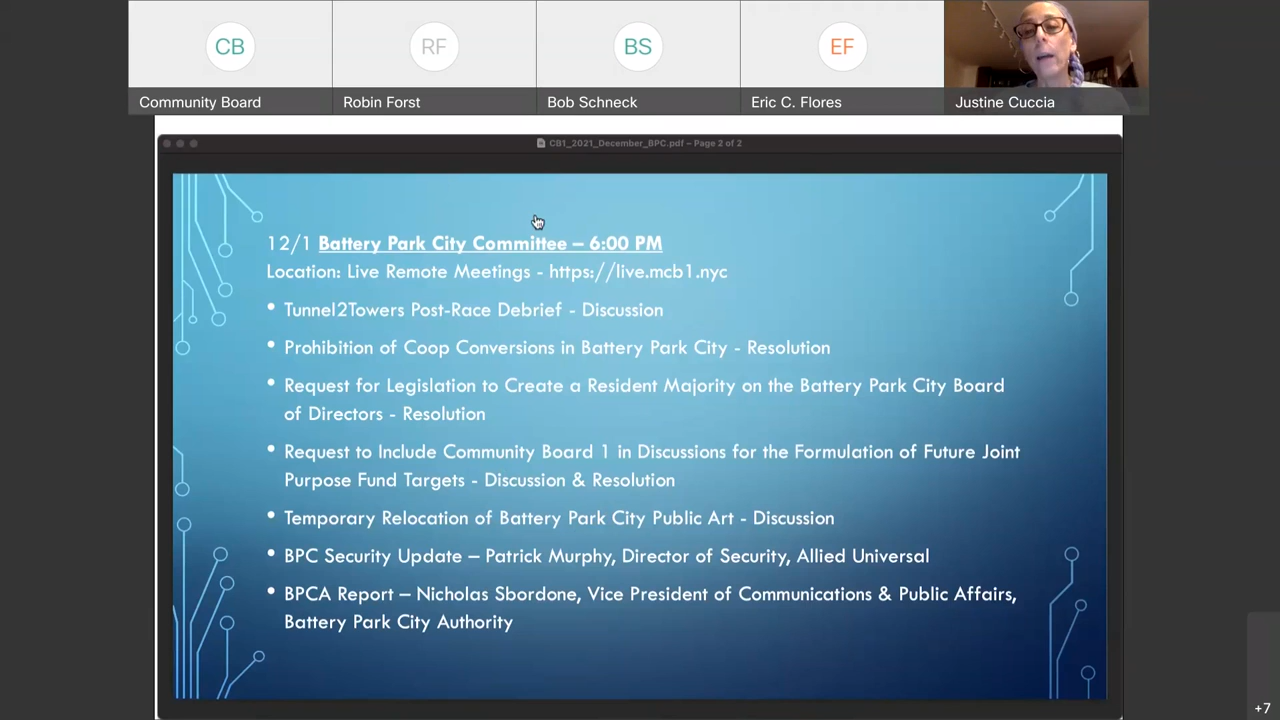 CB
RF
BS
EF
Community Board
Robin Forst
Bob Schneck
Eric C. Flores
Justine Cuccia
CB1_2021_December_BPC.pdf – Page 2 of 2
12/1 Battery Park City Committee – 6:00 PM
Location: Live Remote Meetings - https://live.mcb1.nyc
• Tunnel2Towers Post-Race Debrief - Discussion
• Prohibition of Coop Conversions in Battery Park City - Resolution
• Request for Legislation to Create a Resident Majority on the Battery Park City Board
of Directors - Resolution
• Request to Include Community Board 1 in Discussions for the Formulation of Future Joint
Purpose Fund Targets - Discussion & Resolution
• Temporary Relocation of Battery Park City Public Art - Discussion
• BPC Security Update – Patrick Murphy, Director of Security, Allied Universal
• BPCA Report – Nicholas Sbordone, Vice President of Communications & Public Affairs,
Battery Park City Authority
+7